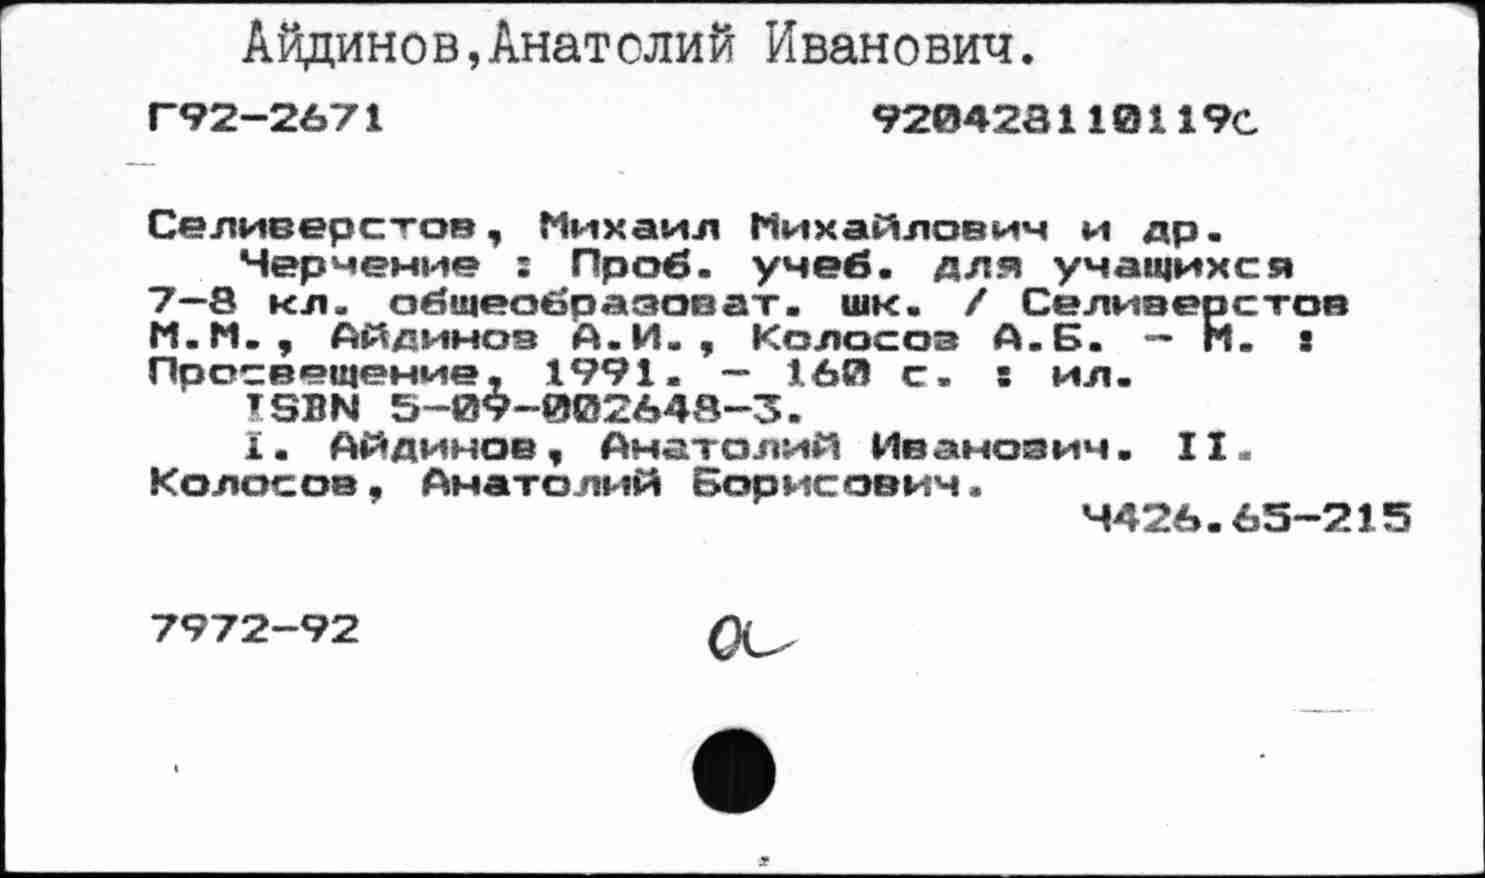 Айдинов,Анатолий Иванович.
Г92-2671 920428110119с
Селиверстов, Михаил Михайлович и др.
Черчение : Проб. учеб. для учащихся
7-8 кл. общеобразоват. шк. / Селиверстов
М.М., Айдинов А.И., Колосов А.Б. - М. :
Просвещение, 1991. - 160 с. : ил.
ISBN 5-09-002648-3.
I. Айдинов, Анатолий Иванович. II.
Колосов, Анатолий Борисович.
Ч426.65-215
7972-92